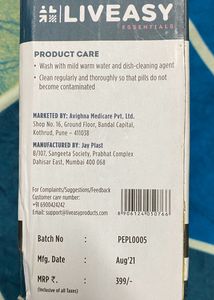 LIVEASY
ESSENTIALS
PRODUCT CARE
• Wash with mild warm water and dish-cleaning agent
• Clean regularly and thoroughly so that pills do not
become contaminated
MARKETED BY: Avighna Medicare Pvt. Ltd.
Shop No. 16, Ground Floor, Bandal Capital,
Kothrud, Pune - 411038
MANUFACTURED BY: Jay Plast
B/107, Sangeeta Society, Prabhat Complex
Dahisar East, Mumbai 400 068
For Complaints/Suggestions/Feedback
Customer care number:
Email: support@liveasyproducts.com
8 906124 030766
Batch No : PEPL0005
Mfg. Date : Aug'21
MRP ₹. : 399/-
(Inclusive of all Taxes)